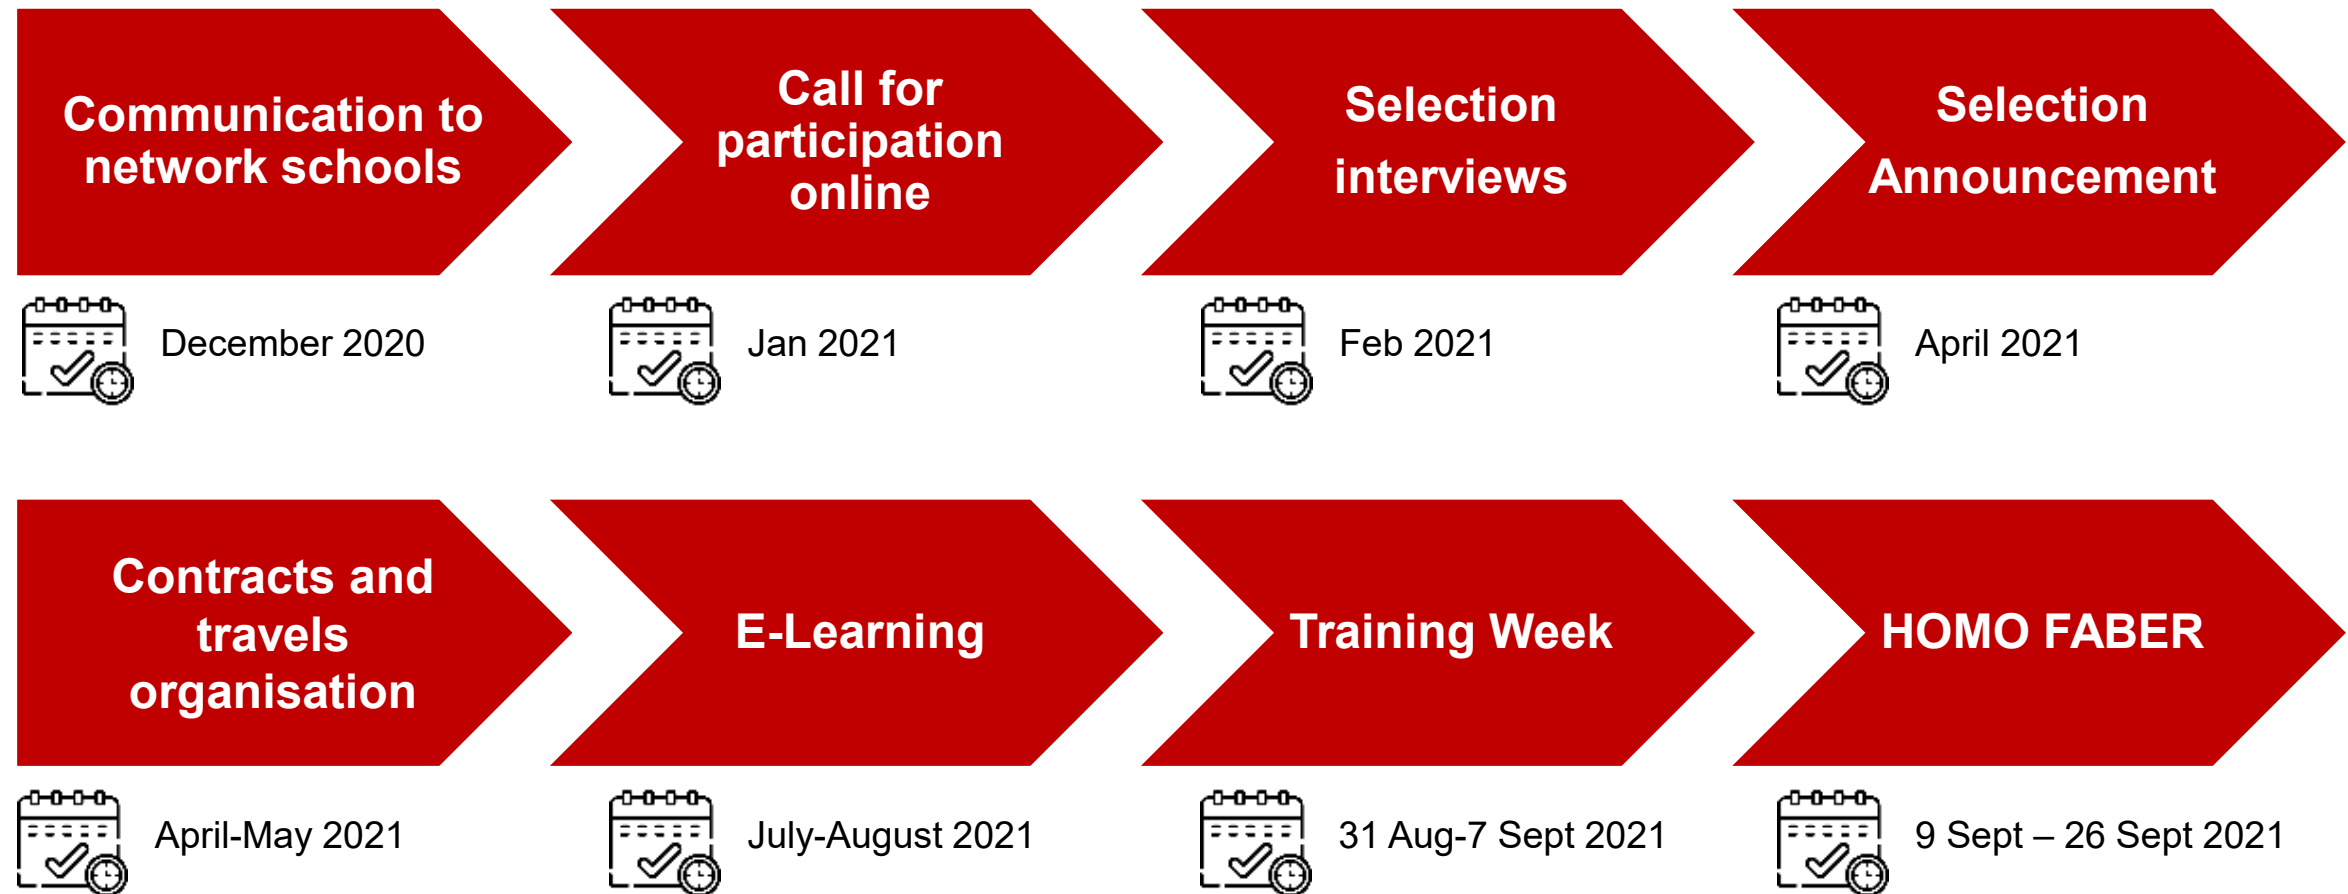 Communication to
network schools
Call for
participation
online
Selection
interviews
Selection
Announcement
December 2020
Jan 2021
Feb 2021
April 2021
Contracts and
travels
organisation
E-Learning
Training Week
HOMO FABER
April-May 2021
July-August 2021
31 Aug-7 Sept 2021
9 Sept – 26 Sept 2021